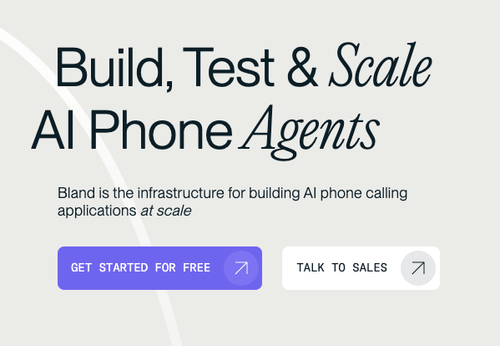 Build, Test & Scale
AI Phone Agents
Bland is the infrastructure for building AI phone calling
applications at scale
GET STARTED FOR FREE
TALK TO SALES